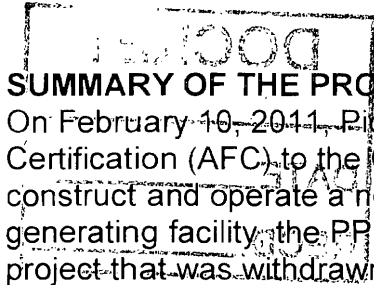 SUMMARY OF THE PRO
On February 10, 2011, Pi
Certification (AFC) to the
construct and operate a n
generating facility, the PP
project that was withdrawn